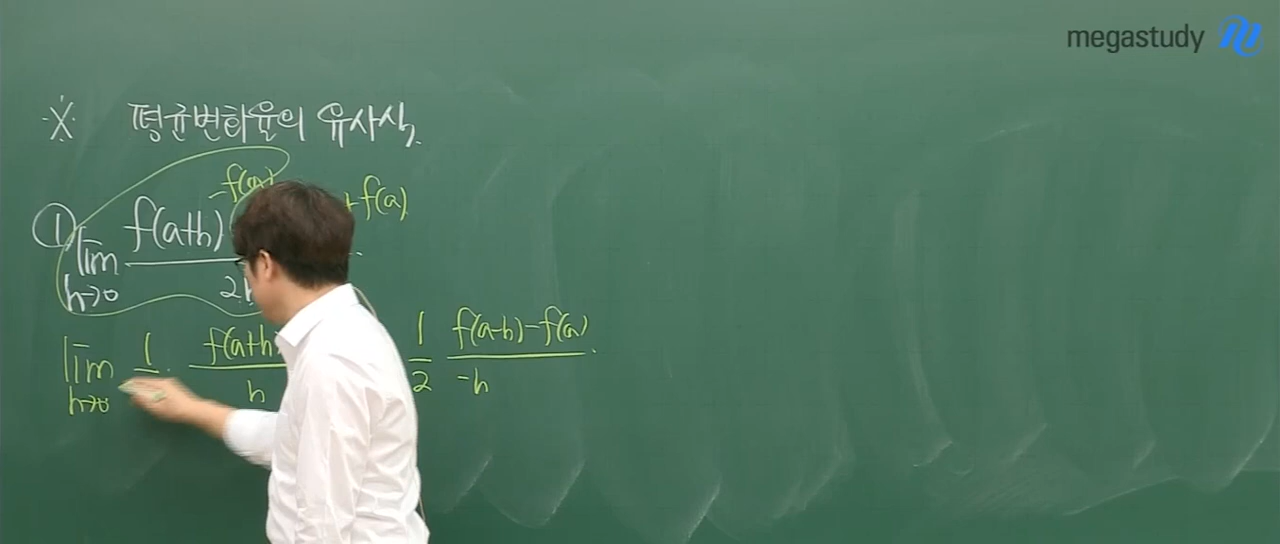 megastudy
※ 평균변화율의 유사식.
-f(a) +f(a)
① lim h→0 f(a+h) 2h
lim h→0 1 f(a+h) h 1/2 f(a-h)-f(a) -h